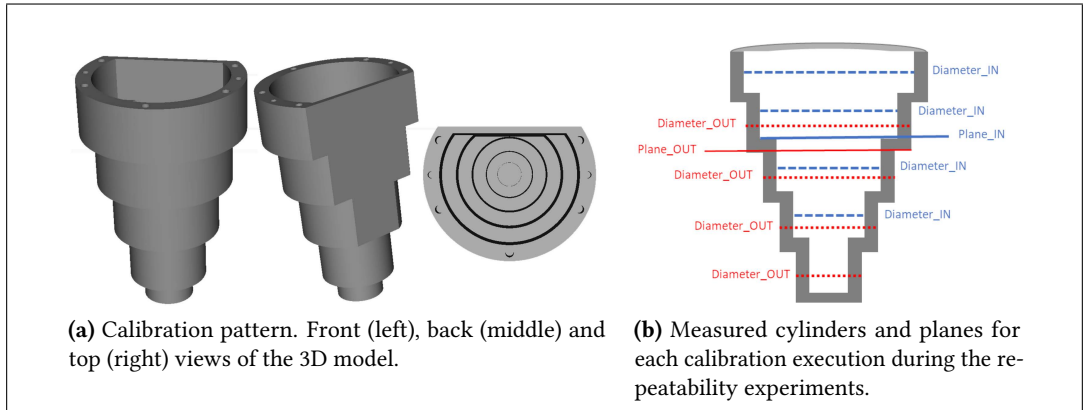 Diameter_IN
Diameter_IN
Diameter_OUT
Plane_IN
Plane_OUT
Diameter_IN
Diameter_OUT
Diameter_IN
Diameter_OUT
Diameter_OUT
(a) Calibration pattern. Front (left), back (middle) and
top (right) views of the 3D model.
(b) Measured cylinders and planes for
each calibration execution during the re-
peatability experiments.